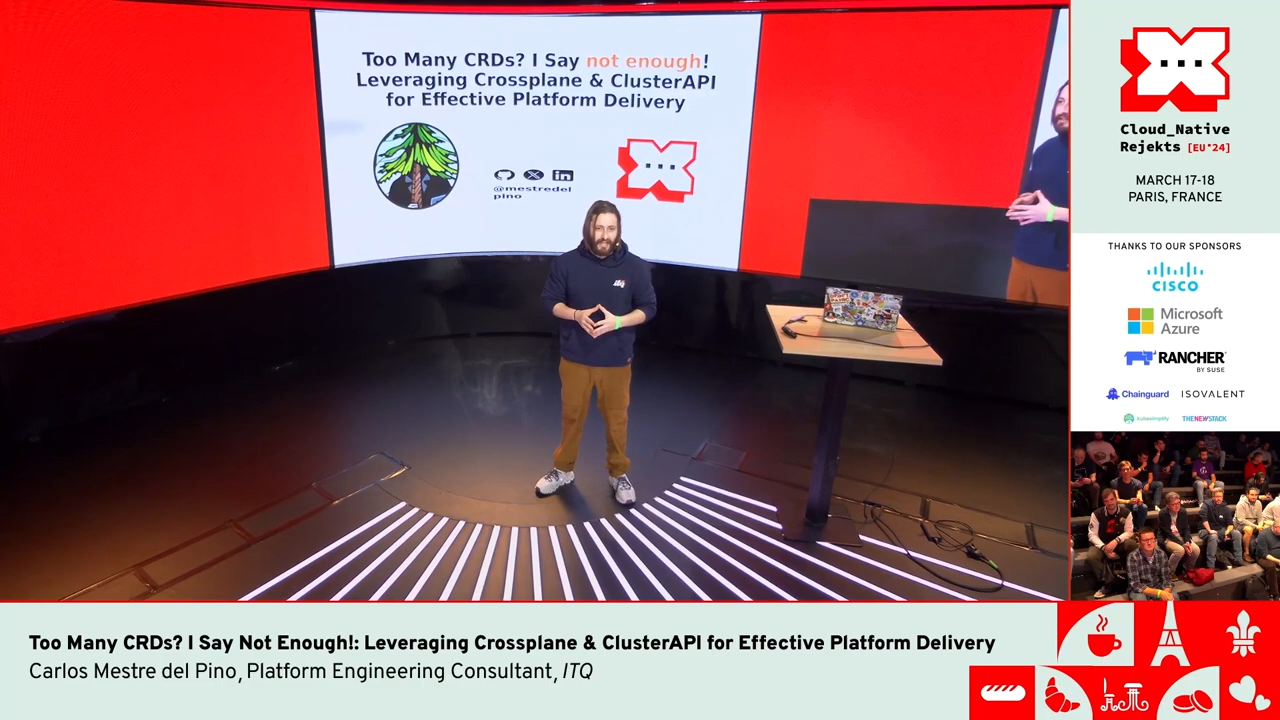 Too Many CRDs? I Say not enough!
Leveraging Crossplane & ClusterAPI
for Effective Platform Delivery
in
@mestredel
pino
itq
Cloud_Native
Rejekts [EU'24]
MARCH 17-18
PARIS, FRANCE
THANKS TO OUR SPONSORS
CISCO
Microsoft
Azure
RANCHER
BY SUSE
Chainguard
ISOVALENT
kubesimplify
THENEWSTACK
Too Many CRDs? I Say Not Enough!: Leveraging Crossplane & ClusterAPI for Effective Platform Delivery
Carlos Mestre del Pino, Platform Engineering Consultant, ITQ